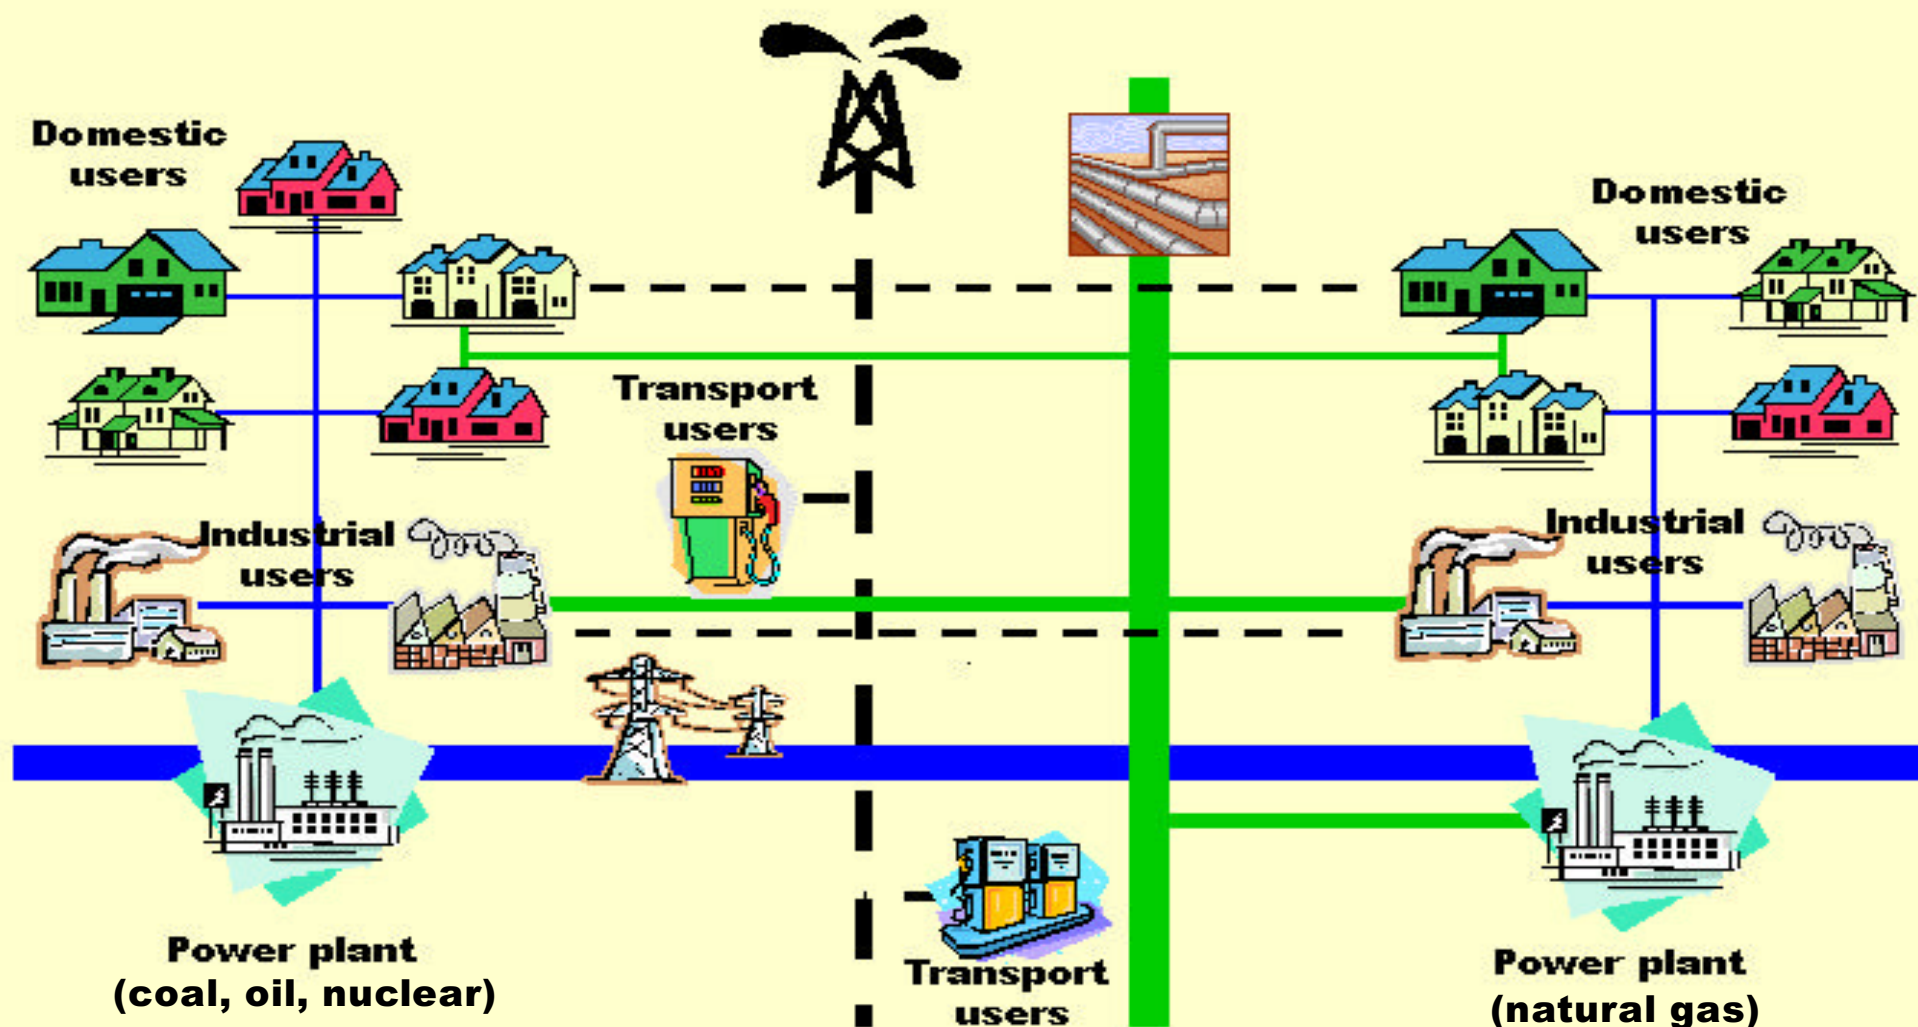 Domestic
users
Domestic
users
Transport
users
Industrial
users
Industrial
users
Power plant
(coal, oil, nuclear)
Transport
users
Power plant
(natural gas)